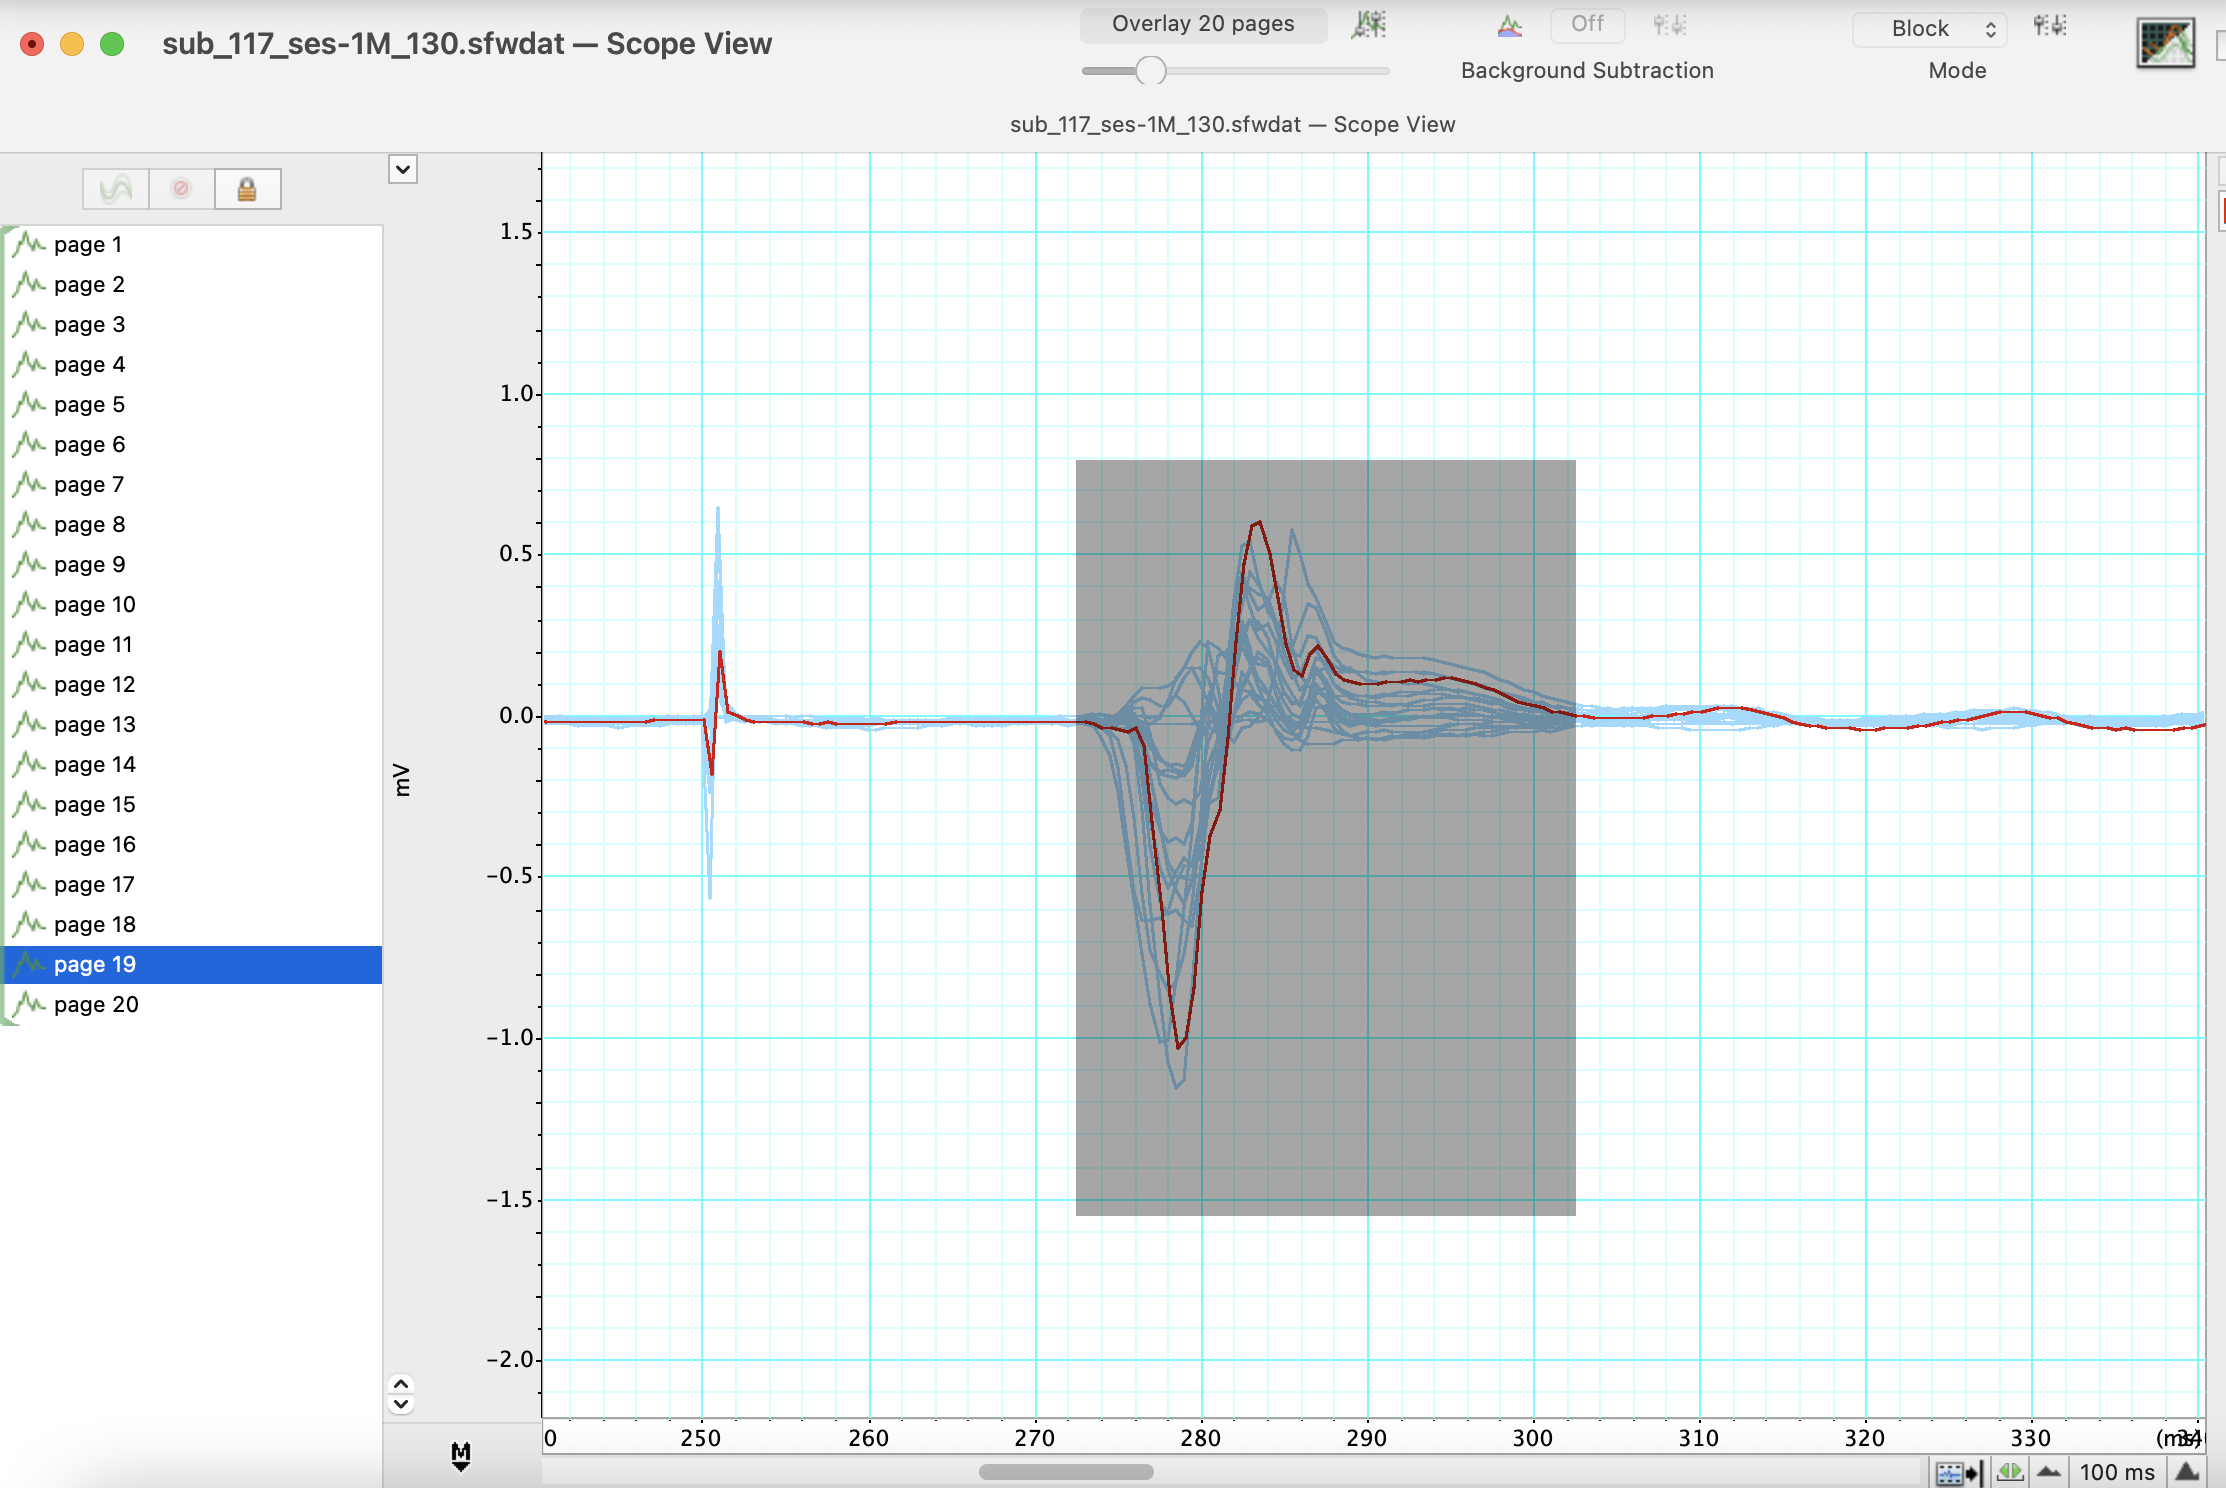 sub_117_ses-1M_130.sfwdat — Scope View
Overlay 20 pages
Off
Block
Background Subtraction
Mode
sub_117_ses-1M_130.sfwdat — Scope View
page 1
page 2
page 3
page 4
page 5
page 6
page 7
page 8
page 9
page 10
page 11
page 12
page 13
page 14
page 15
page 16
page 17
page 18
page 19
page 20
mV
1.5
1.0
0.5
0.0
−0.5
−1.0
−1.5
−2.0
M
0 250 260 270 280 290 300 310 320 330 (ms)
100 ms